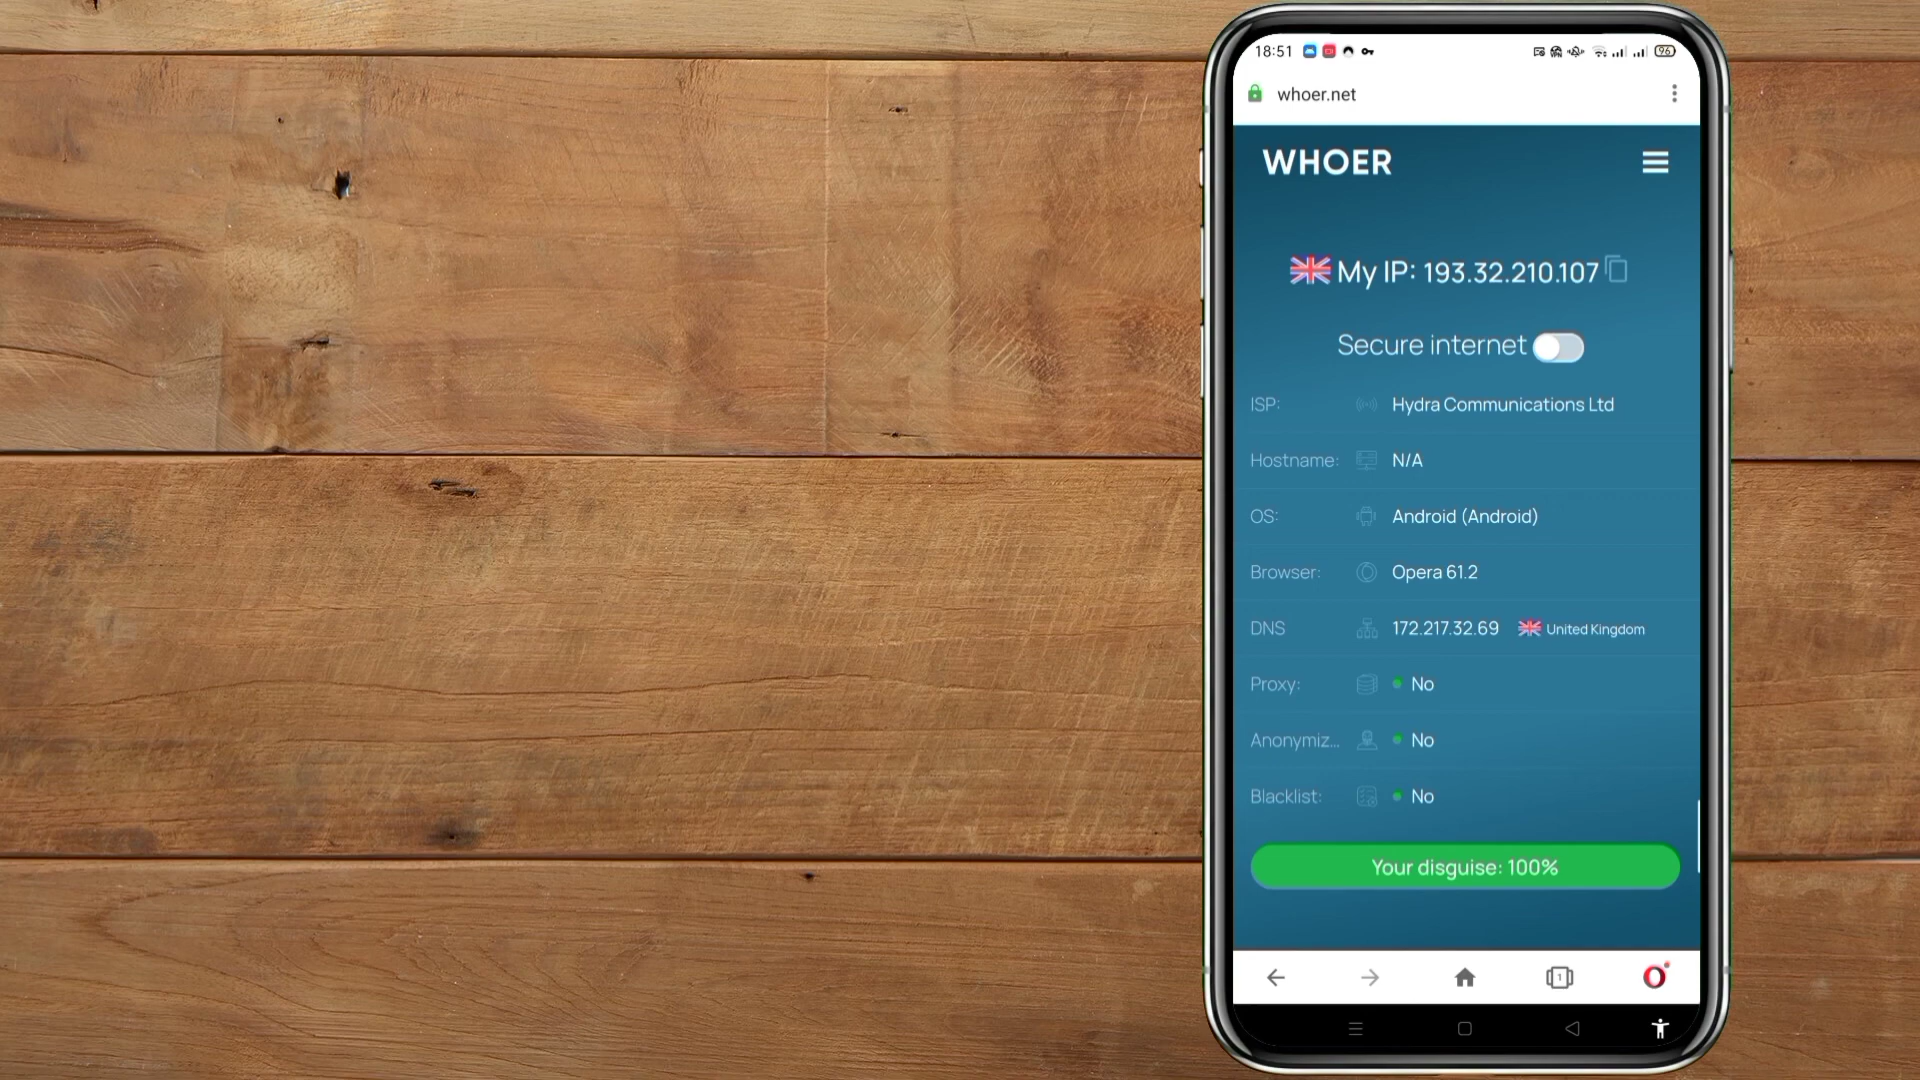 18:51
96
whoer.net
WHOER
My IP: 193.32.210.107
Secure internet
ISP: Hydra Communications Ltd
Hostname: N/A
OS: Android (Android)
Browser: Opera 61.2
DNS 172.217.32.69 United Kingdom
Proxy: No
Anonymiz... No
Blacklist: No
Your disguise: 100%
1